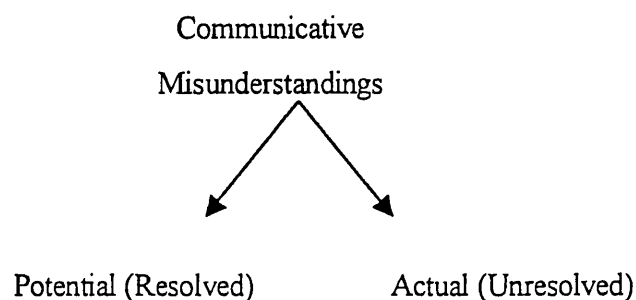 Communicative
Misunderstandings
Potential (Resolved)
Actual (Unresolved)